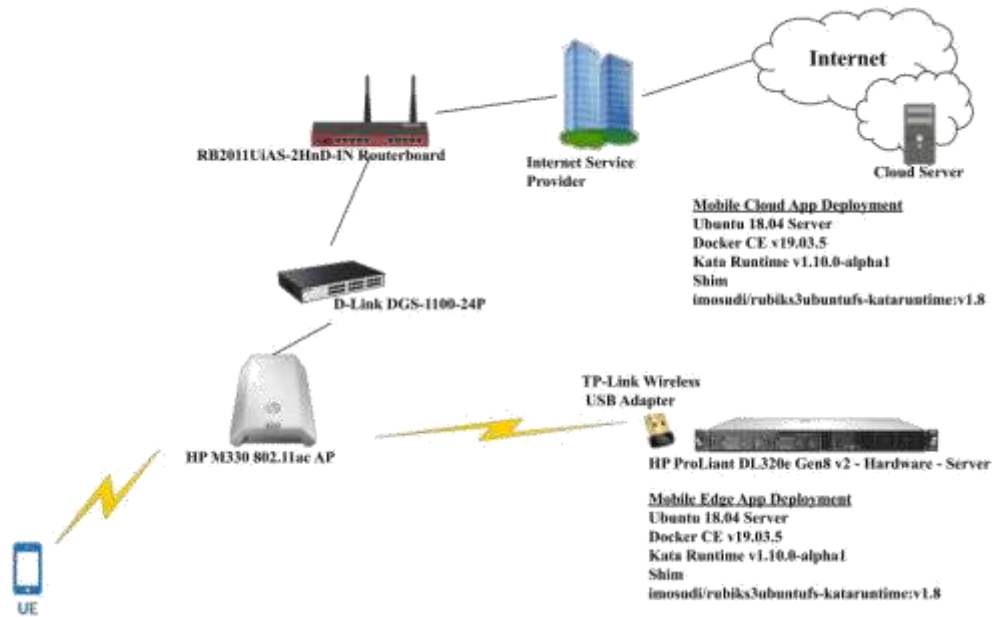 Internet
RB2011UiAS-2HnD-IN Routerboard
Internet Service
Provider
Cloud Server
Mobile Cloud App Deployment
Ubuntu 18.04 Server
Docker CE v19.03.5
Kata Runtime v1.10.0-alpha1
Shim
imosudi/rubiks3ubuntufs-kataruntime:v1.8
D-Link DGS-1100-24P
TP-Link Wireless
USB Adapter
HP M330 802.11ac AP
HP ProLiant DL320e Gen8 v2 - Hardware - Server
Mobile Edge App Deployment
Ubuntu 18.04 Server
Docker CE v19.03.5
Kata Runtime v1.10.0-alpha1
Shim
imosudi/rubiks3ubuntufs-kataruntime:v1.8
UE